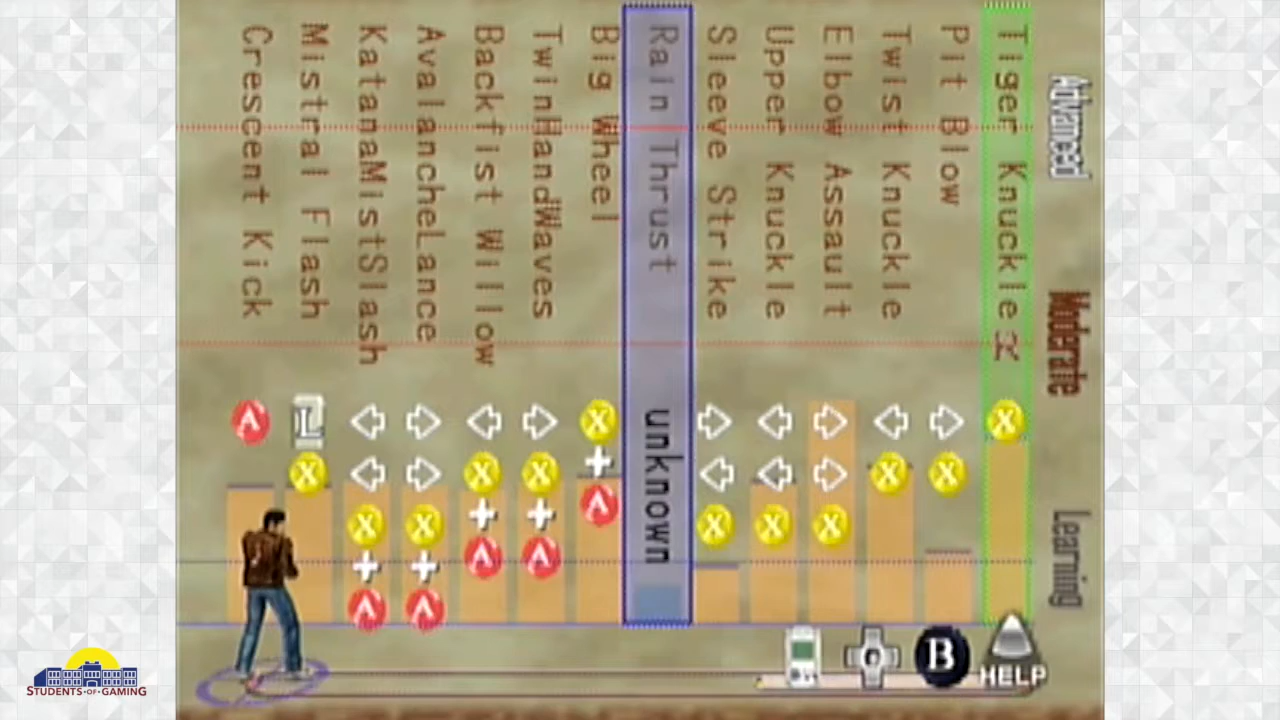 Crescent Kick
Mistral Flash
KatanaMistSlash
AvalancheLance
Backfist Willow
TwinHandWaves
Big Wheel
Rain Thrust
Sleeve Strike
Upper Knuckle
Elbow Assault
Twist Knuckle
Pit Blow
Tiger Knuckle
Advanced
Moderate
Learning
A
L
X
X
+
A
X
+
A
X
+
A
X
+
A
X
+
A
unknown
X
X
X
X
X
X
B
HELP
STUDENTS-OF-GAMING